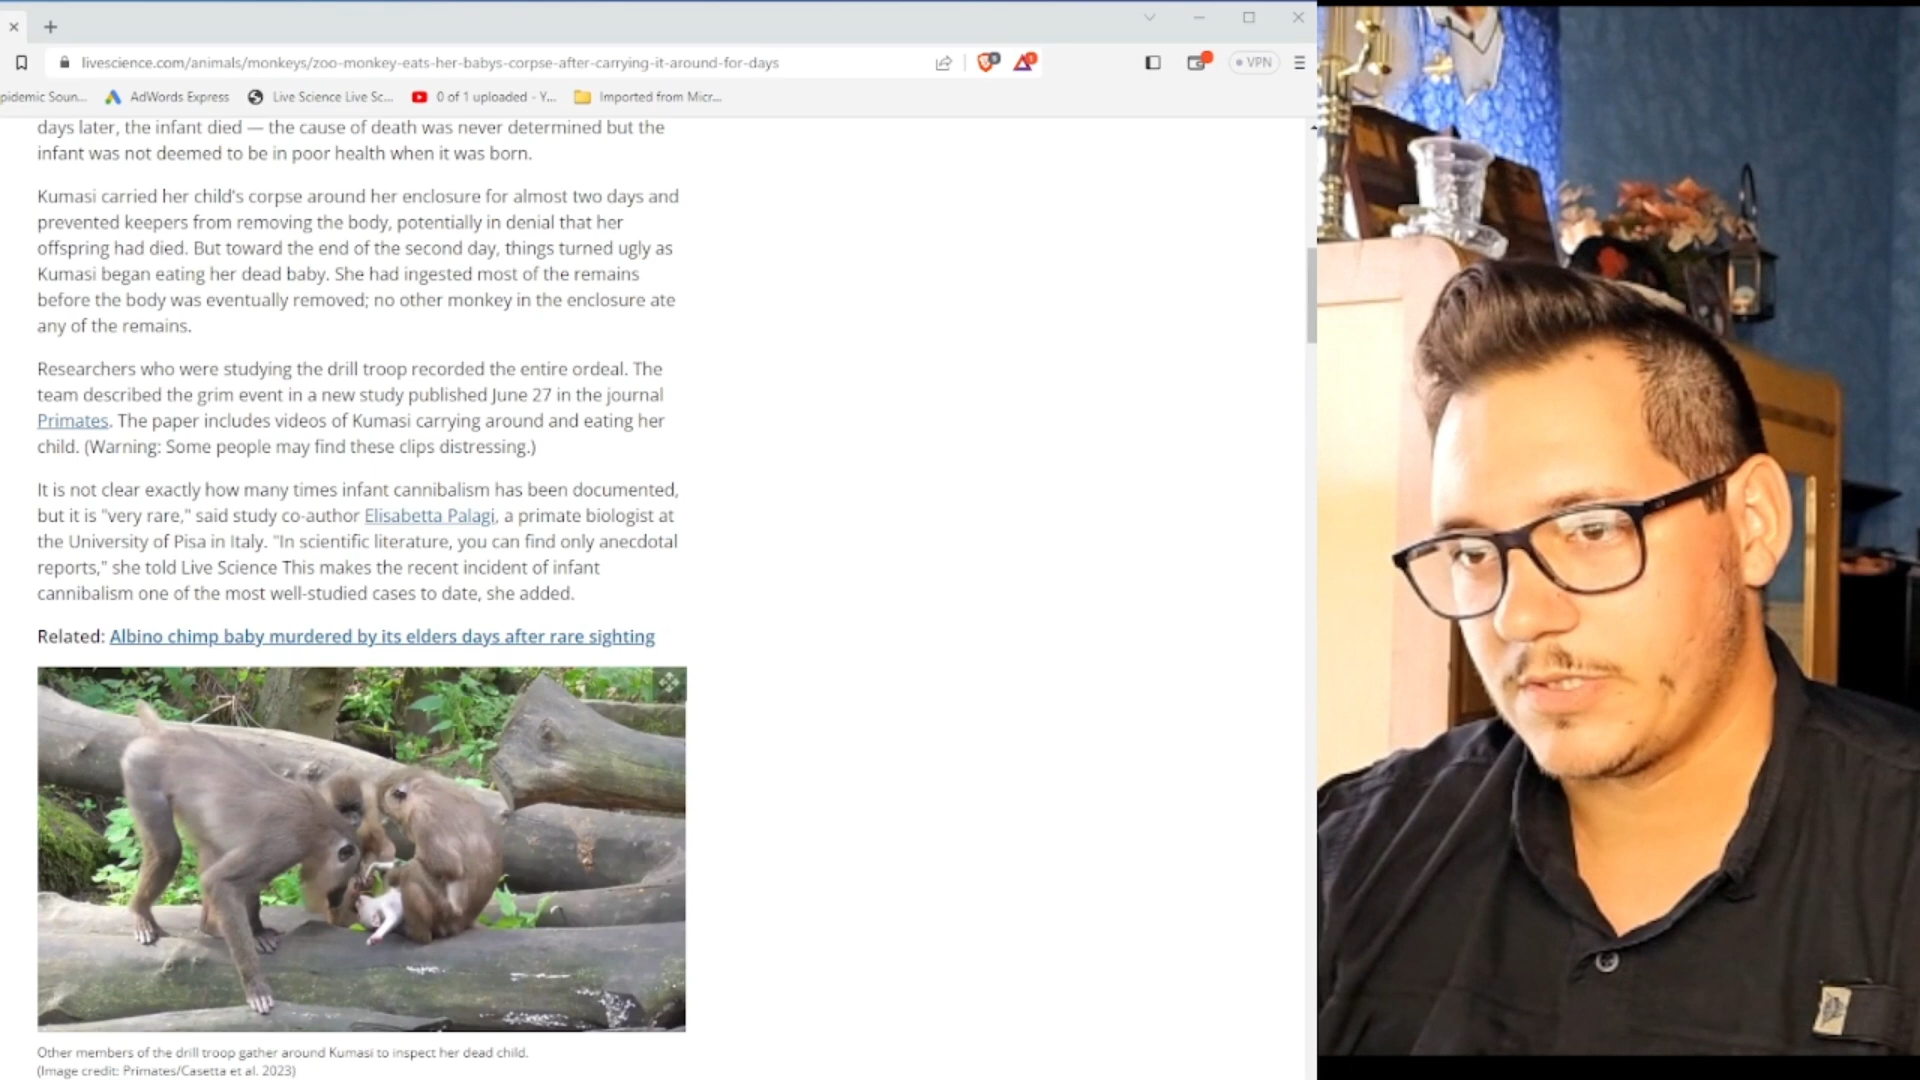 livescience.com/animals/monkeys/zoo-monkey-eats-her-babys-corpse-after-carrying-it-around-for-days
VPN
pidemic Soun...
AdWords Express
Live Science Live Sc...
0 of 1 uploaded - Y...
Imported from Micr...
days later, the infant died — the cause of death was never determined but the
infant was not deemed to be in poor health when it was born.
Kumasi carried her child's corpse around her enclosure for almost two days and
prevented keepers from removing the body, potentially in denial that her
offspring had died. But toward the end of the second day, things turned ugly as
Kumasi began eating her dead baby. She had ingested most of the remains
before the body was eventually removed; no other monkey in the enclosure ate
any of the remains.
Researchers who were studying the drill troop recorded the entire ordeal. The
team described the grim event in a new study published June 27 in the journal
Primates. The paper includes videos of Kumasi carrying around and eating her
child. (Warning: Some people may find these clips distressing.)
It is not clear exactly how many times infant cannibalism has been documented,
but it is "very rare," said study co-author Elisabetta Palagi, a primate biologist at
the University of Pisa in Italy. "In scientific literature, you can find only anecdotal
reports," she told Live Science This makes the recent incident of infant
cannibalism one of the most well-studied cases to date, she added.
Related: Albino chimp baby murdered by its elders days after rare sighting
Other members of the drill troop gather around Kumasi to inspect her dead child.
(Image credit: Primates/Casetta et al. 2023)